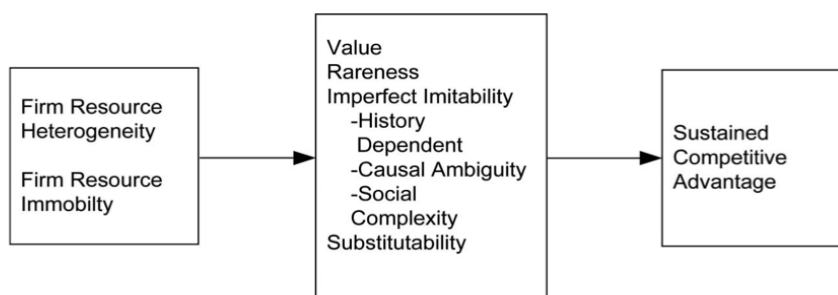 Firm Resource
Heterogeneity
Firm Resource
Immobilty
Value
Rareness
Imperfect Imitability
-History
Dependent
-Causal Ambiguity
-Social
Complexity
Substitutability
Sustained
Competitive
Advantage